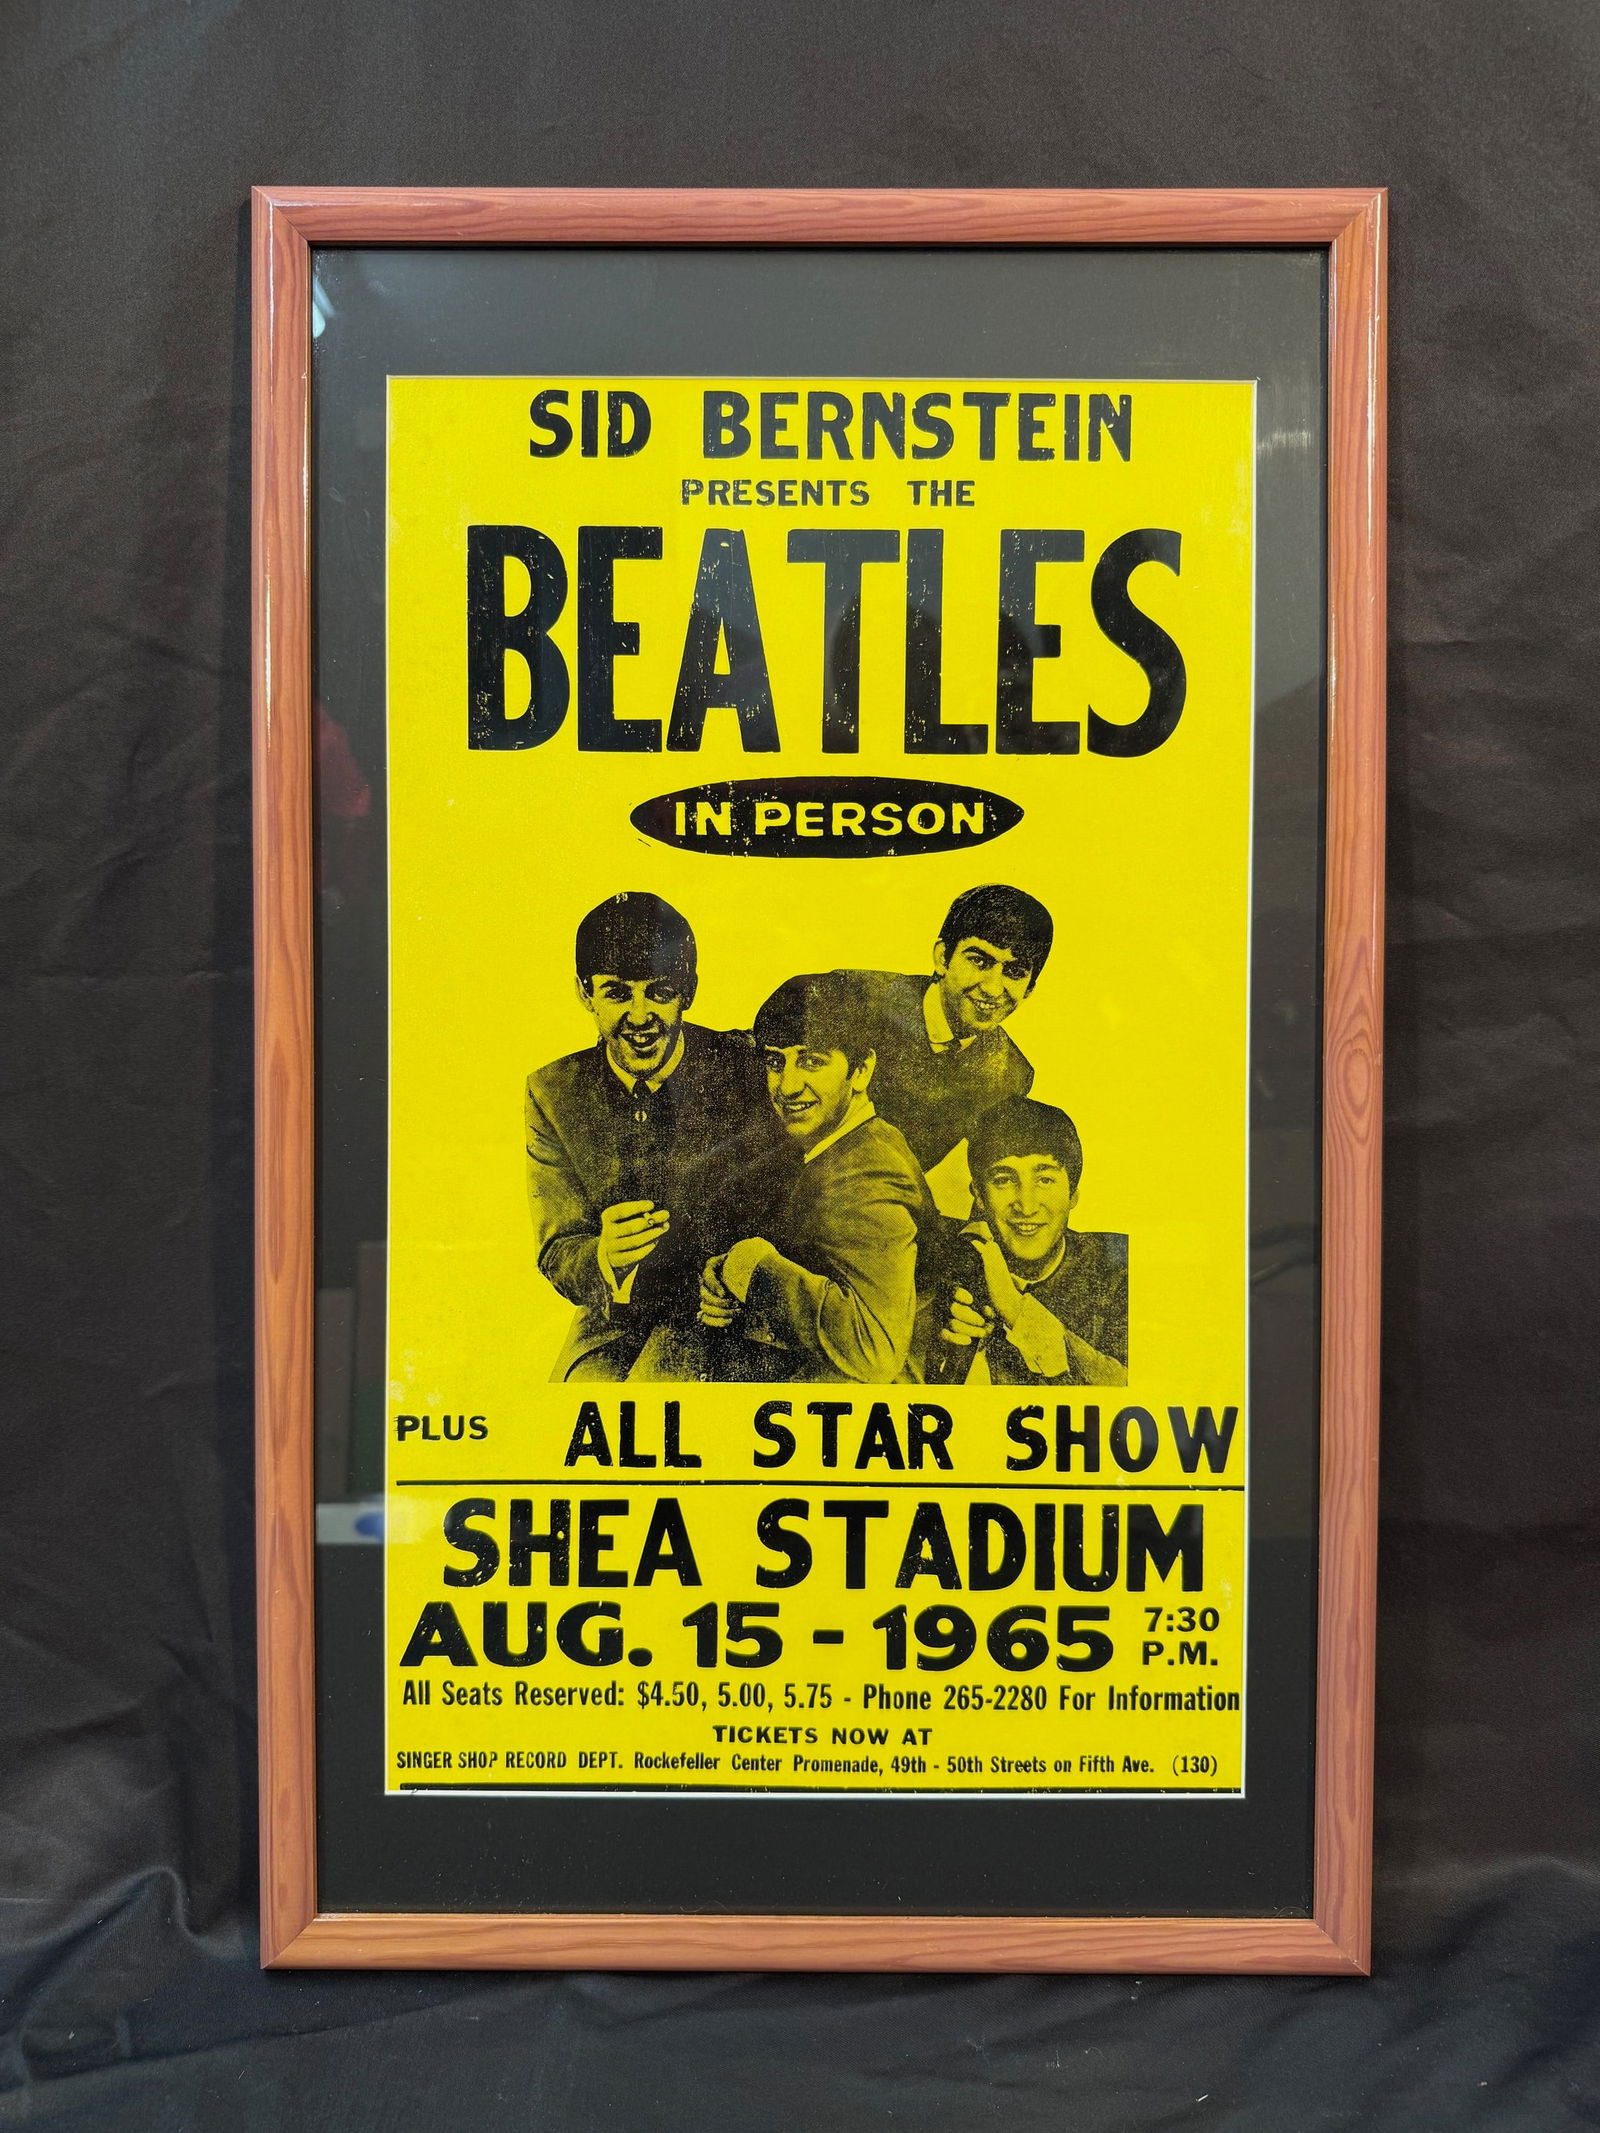 SID BERNSTEIN
PRESENTS THE
BEATLES
IN PERSON
PLUS ALL STAR SHOW
SHEA STADIUM
AUG. 15 - 1965 7:30 P.M.
All Seats Reserved: $4.50, 5.00, 5.75 - Phone 265-2280 For Information
TICKETS NOW AT
SINGER SHOP RECORD DEPT. Rockefeller Center Promenade, 49th - 50th Streets on Fifth Ave. (130)